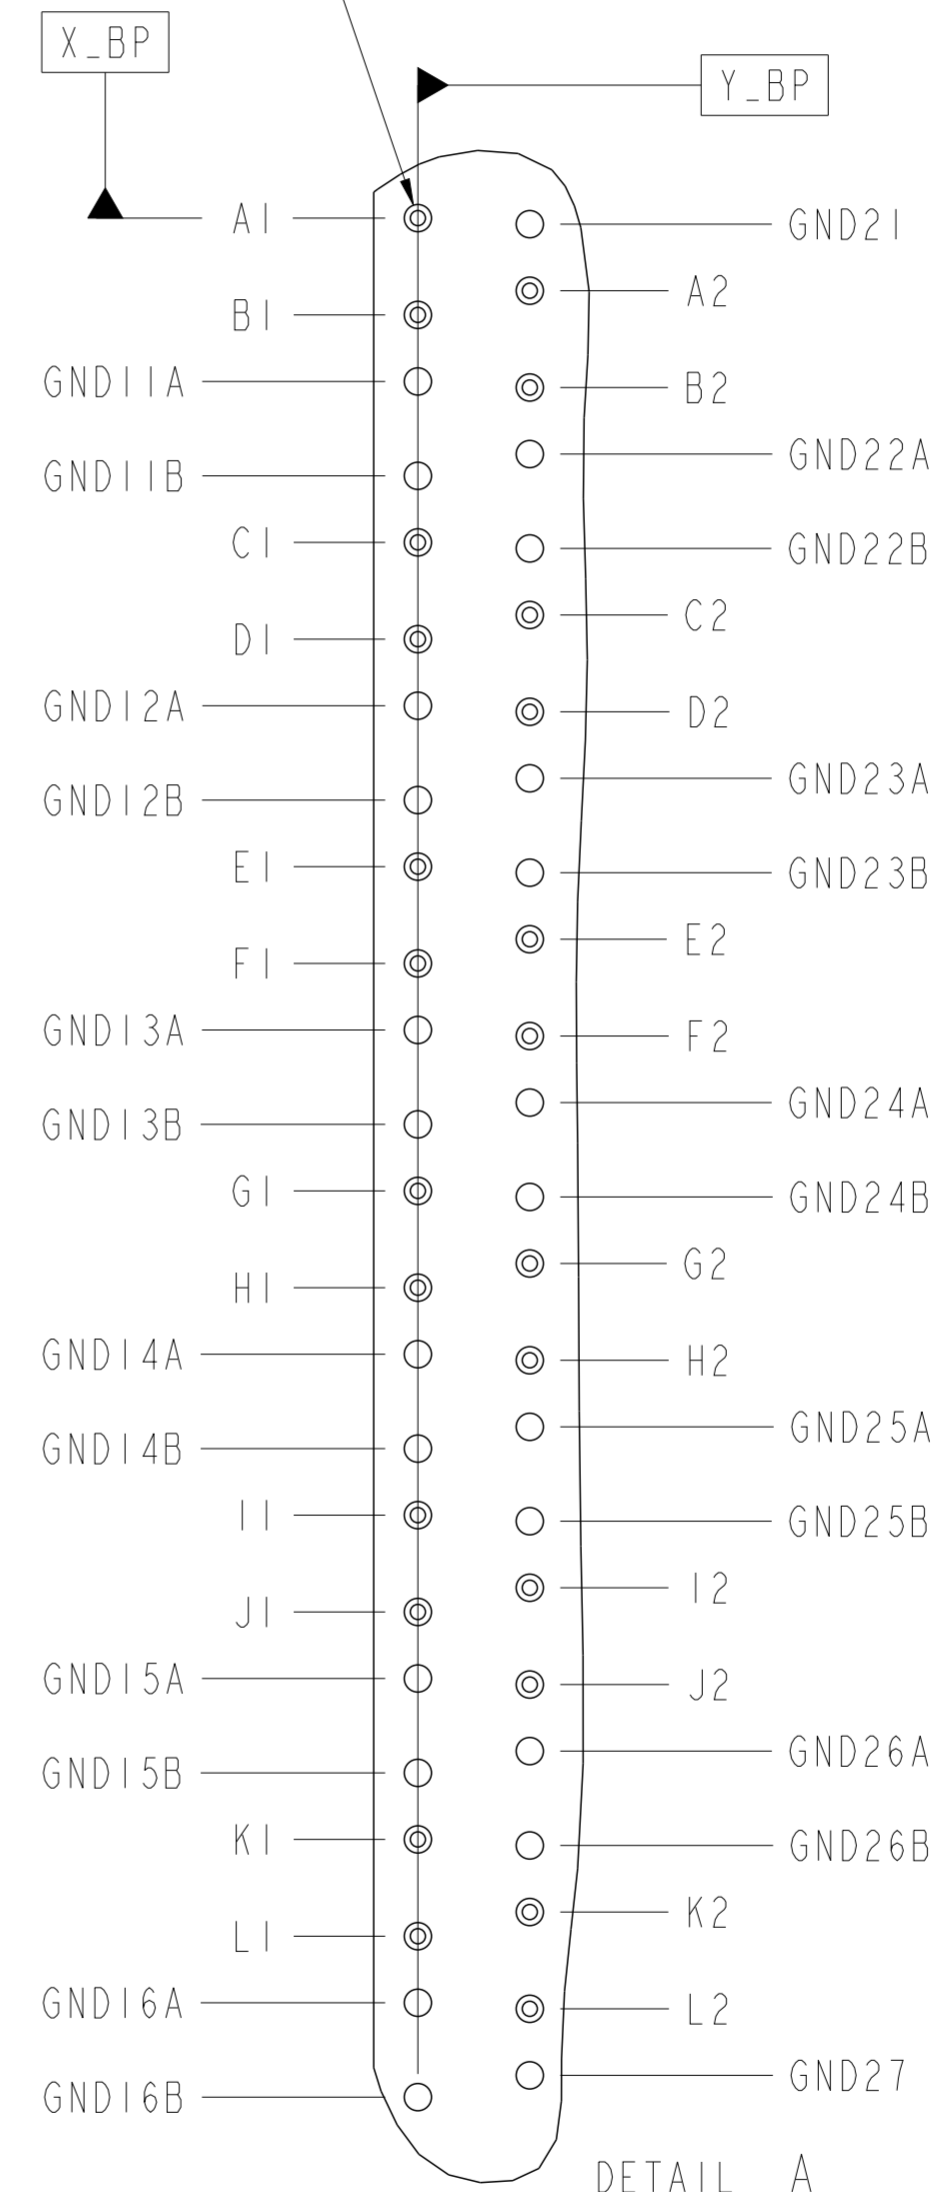 X_BP
Y_BP
A1
GND21
A2
B1
GND11A
B2
GND22A
GND11B
C1
GND22B
C2
D1
GND12A
D2
GND23A
GND12B
E1
GND23B
E2
F1
GND13A
F2
GND24A
GND13B
G1
GND24B
G2
H1
GND14A
H2
GND25A
GND14B
I1
GND25B
I2
J1
GND15A
J2
GND26A
GND15B
K1
GND26B
K2
L1
GND16A
L2
GND27
GND16B
DETAIL A